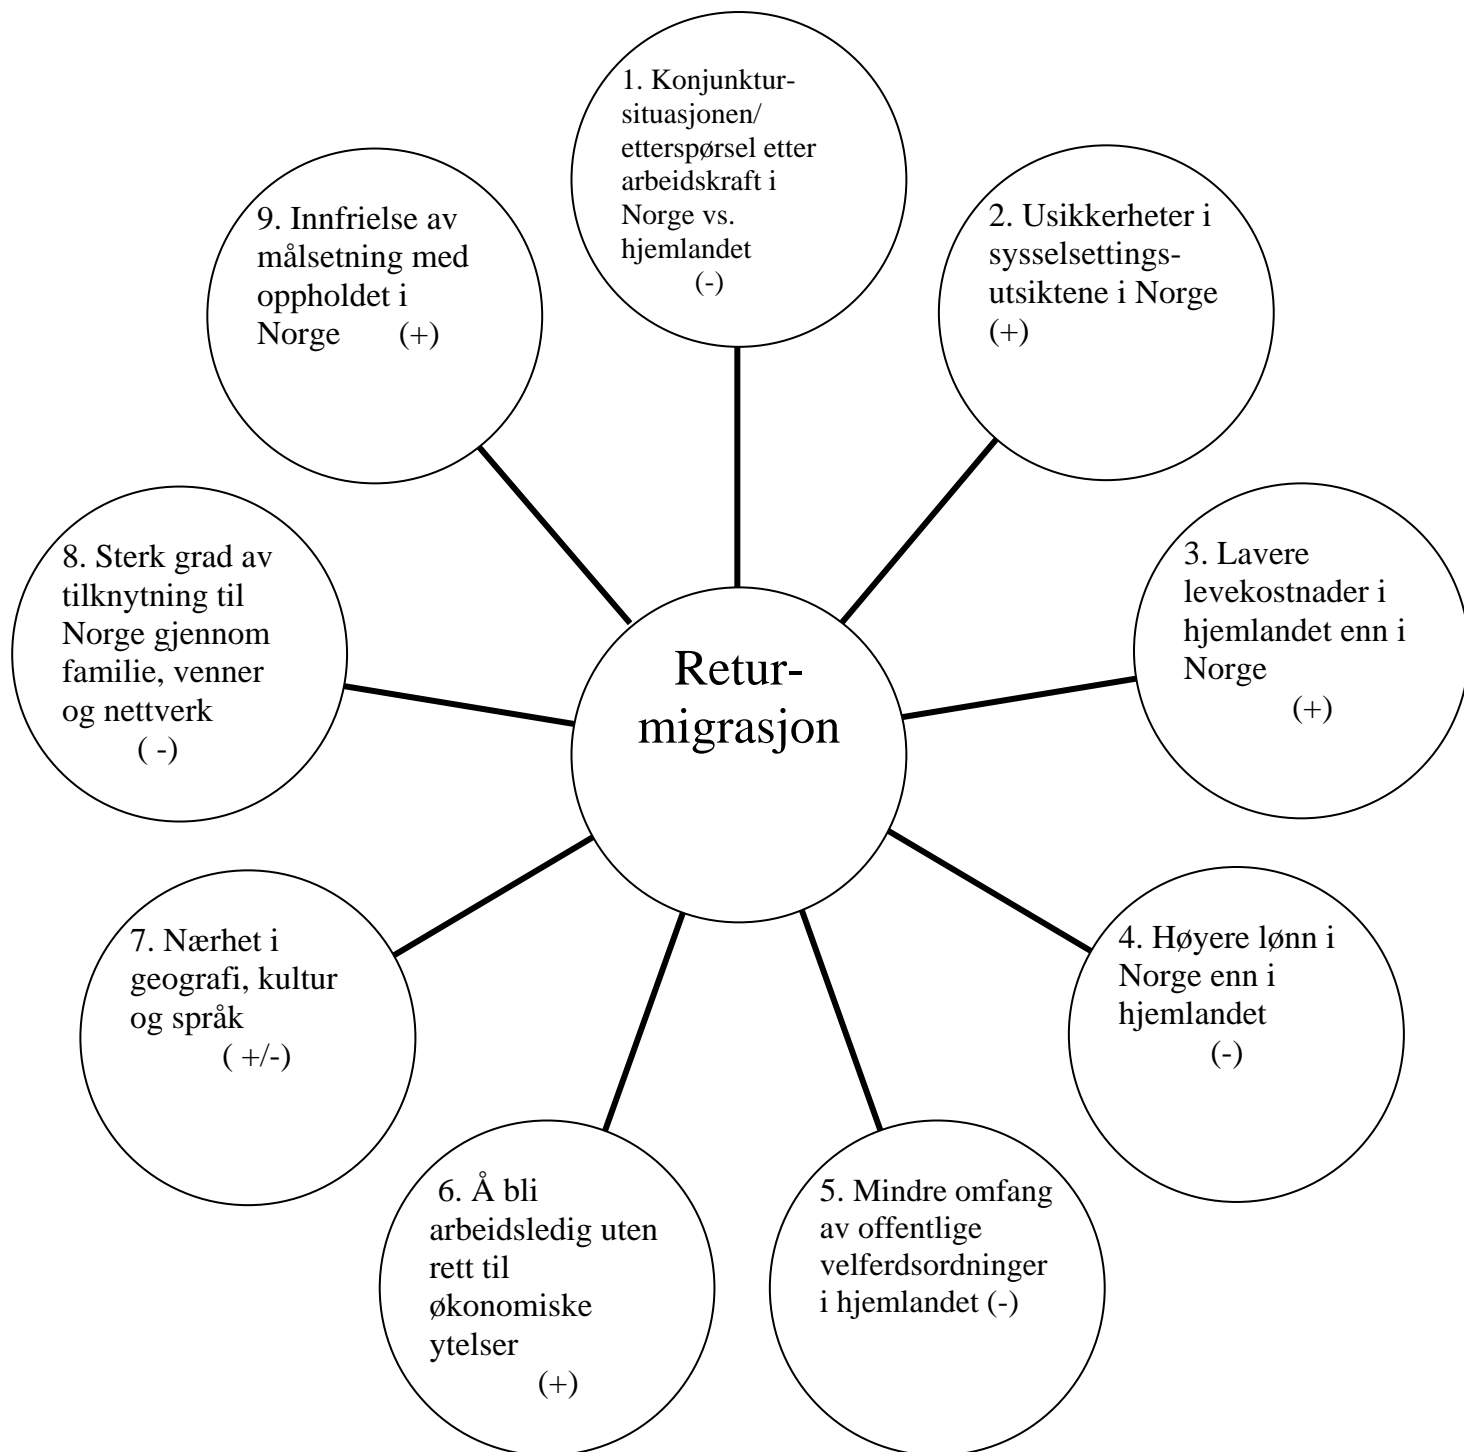 Retur-
migrasjon
1. Konjunktur-
situasjonen/
etterspørsel etter
arbeidskraft i
Norge vs.
hjemlandet
(-)
2. Usikkerheter i
sysselsettings-
utsiktene i Norge
(+)
3. Lavere
levekostnader i
hjemlandet enn i
Norge
(+)
4. Høyere lønn i
Norge enn i
hjemlandet
(-)
5. Mindre omfang
av offentlige
velferdsordninger
i hjemlandet (-)
6. Å bli
arbeidsledig uten
rett til
økonomiske
ytelser
(+)
7. Nærhet i
geografi, kultur
og språk
( +/-)
8. Sterk grad av
tilknytning til
Norge gjennom
familie, venner
og nettverk
( -)
9. Innfrielse av
målsetning med
oppholdet i
Norge (+)